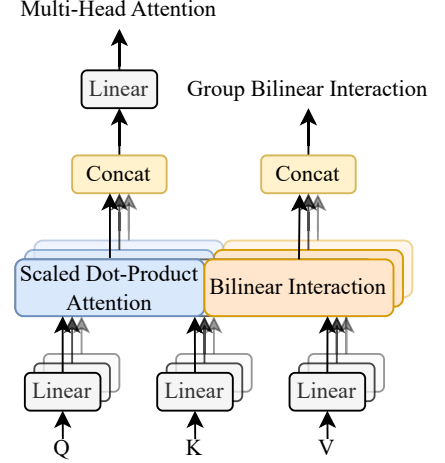 Multi-Head Attention
Linear
Group Bilinear Interaction
Concat
Concat
Scaled Dot-Product
Attention
Bilinear Interaction
Linear
Linear
Linear
Q
K
V